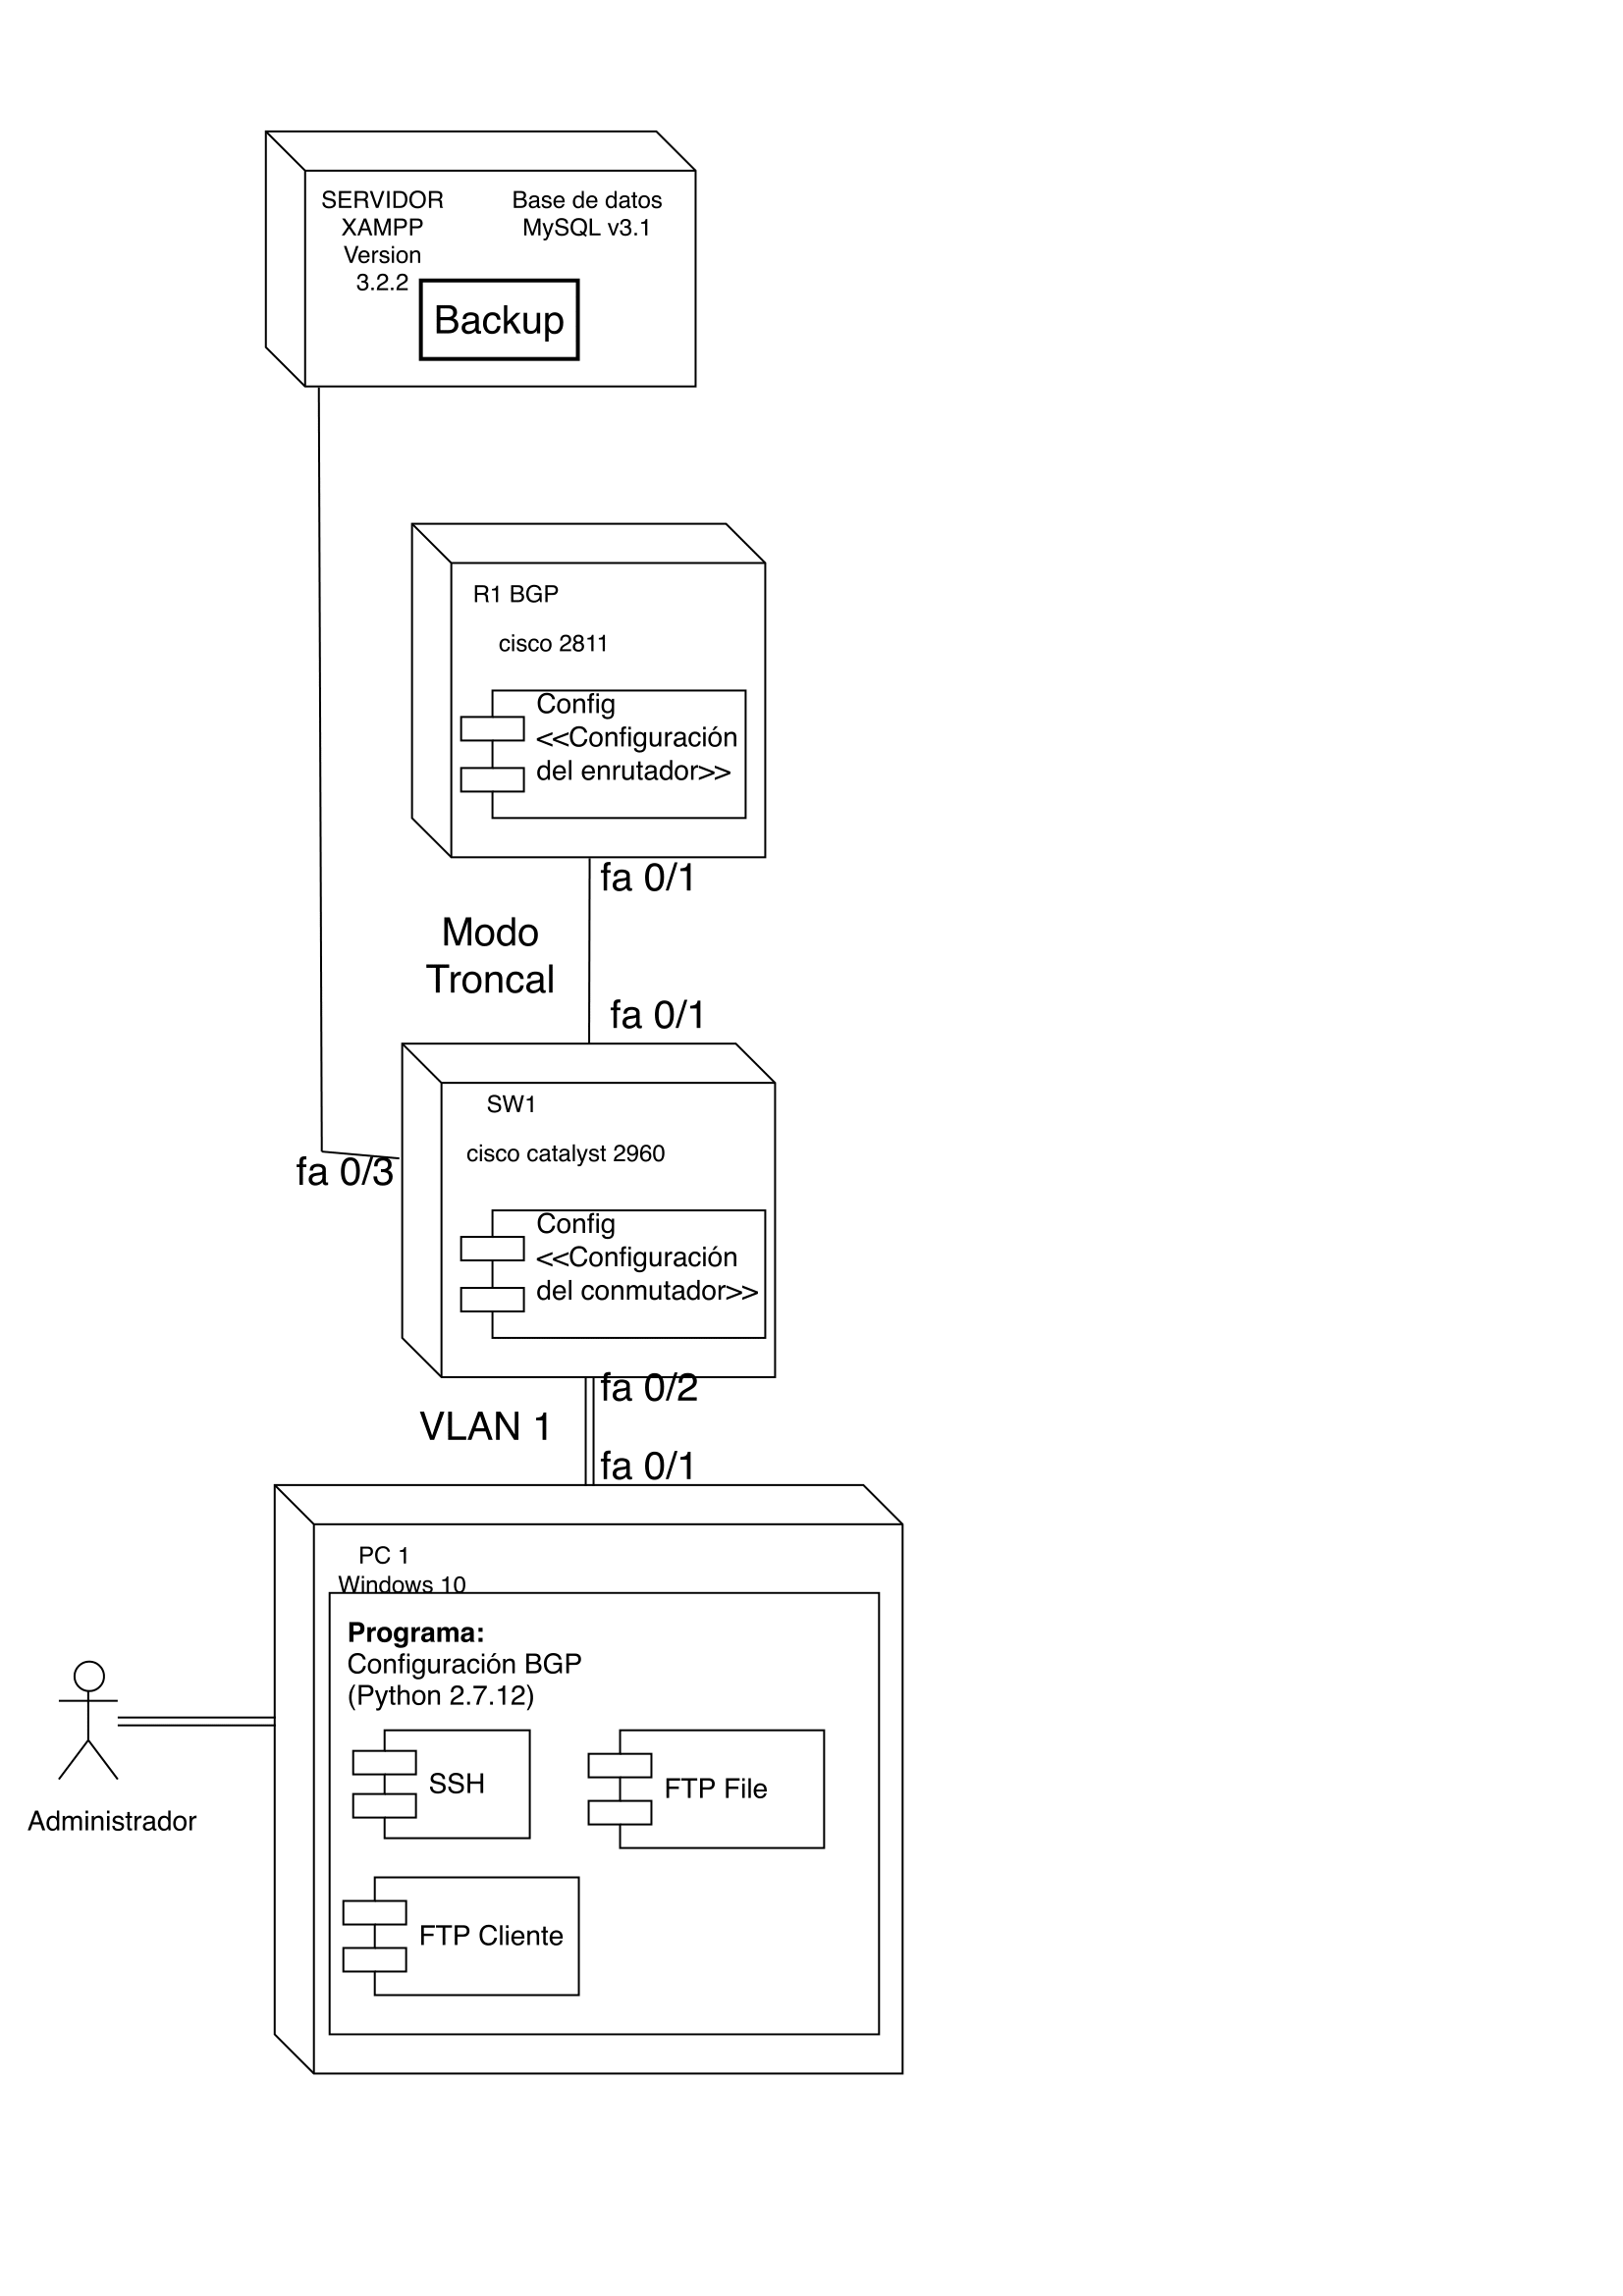 SERVIDOR
XAMPP
Version
3.2.2
Base de datos
MySQL v3.1
Backup
R1 BGP
cisco 2811
Config
<<Configuración
del enrutador>>
fa 0/1
Modo
Troncal
fa 0/1
SW1
cisco catalyst 2960
fa 0/3
Config
<<Configuración
del conmutador>>
fa 0/2
VLAN 1
fa 0/1
PC 1
Windows 10
Programa:
Configuración BGP
(Python 2.7.12)
SSH
FTP File
Administrador
FTP Cliente